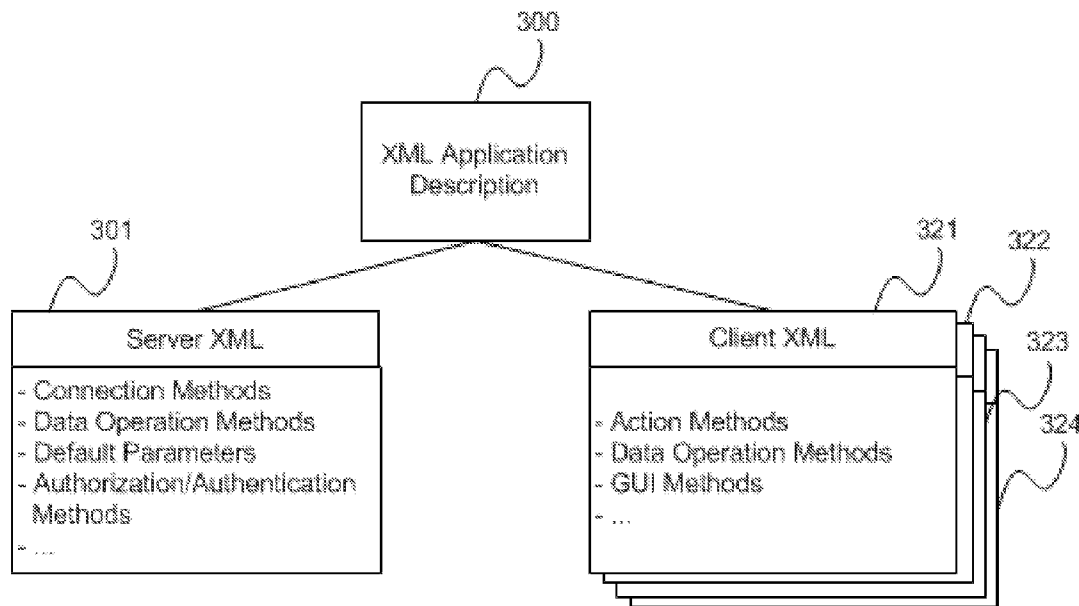 300
XML Application
Description
301
321
322
Server XML
Client XML
323
324
- Connection Methods
- Data Operation Methods
- Default Parameters
- Authorization/Authentication
Methods
- ...
- Action Methods
- Data Operation Methods
- GUI Methods
- ...